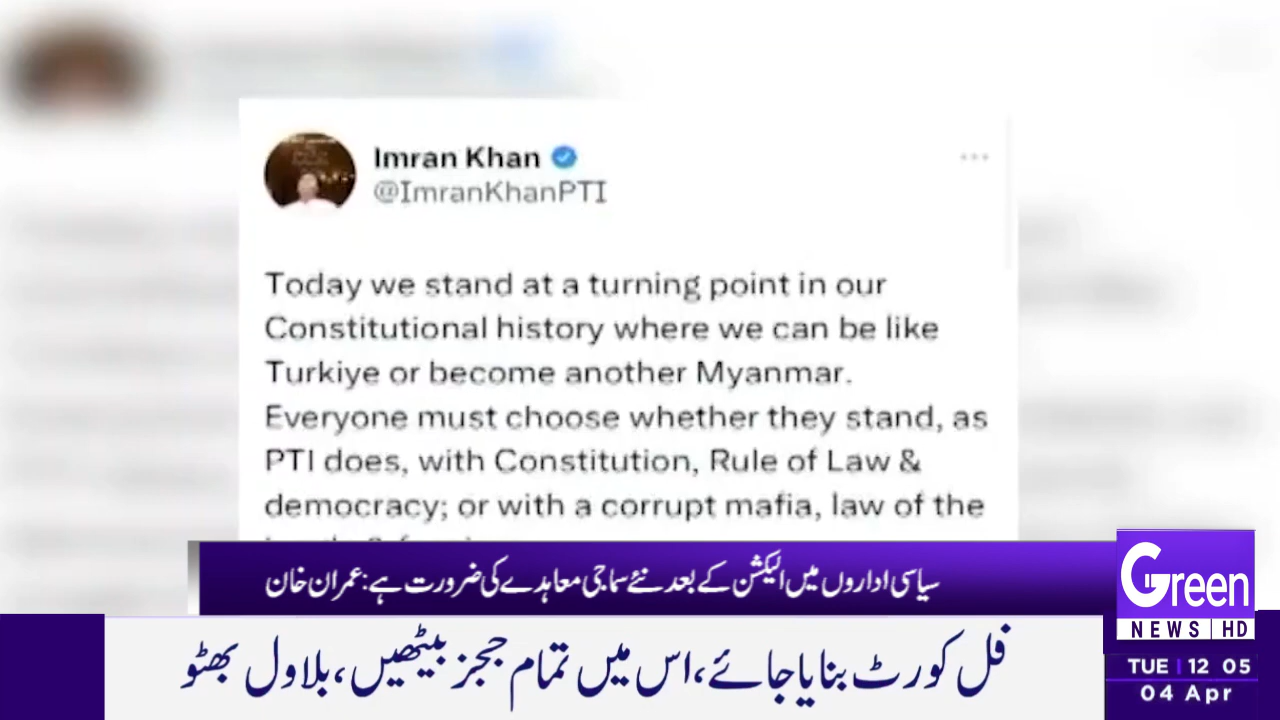 Imran Khan
@ImranKhanPTI
Today we stand at a turning point in our
Constitutional history where we can be like
Turkiye or become another Myanmar.
Everyone must choose whether they stand, as
PTI does, with Constitution, Rule of Law &
democracy; or with a corrupt mafia, law of the
سیاسی اداروں میں الیکشن کے بعد نئے سماجی معاہدے کی ضرورت ہے: عمران خان
فل کورٹ بنایا جائے، اس میں تمام ججز بیٹھیں، بلاول بھٹو
Green
NEWS HD
TUE 12 05
04 Apr